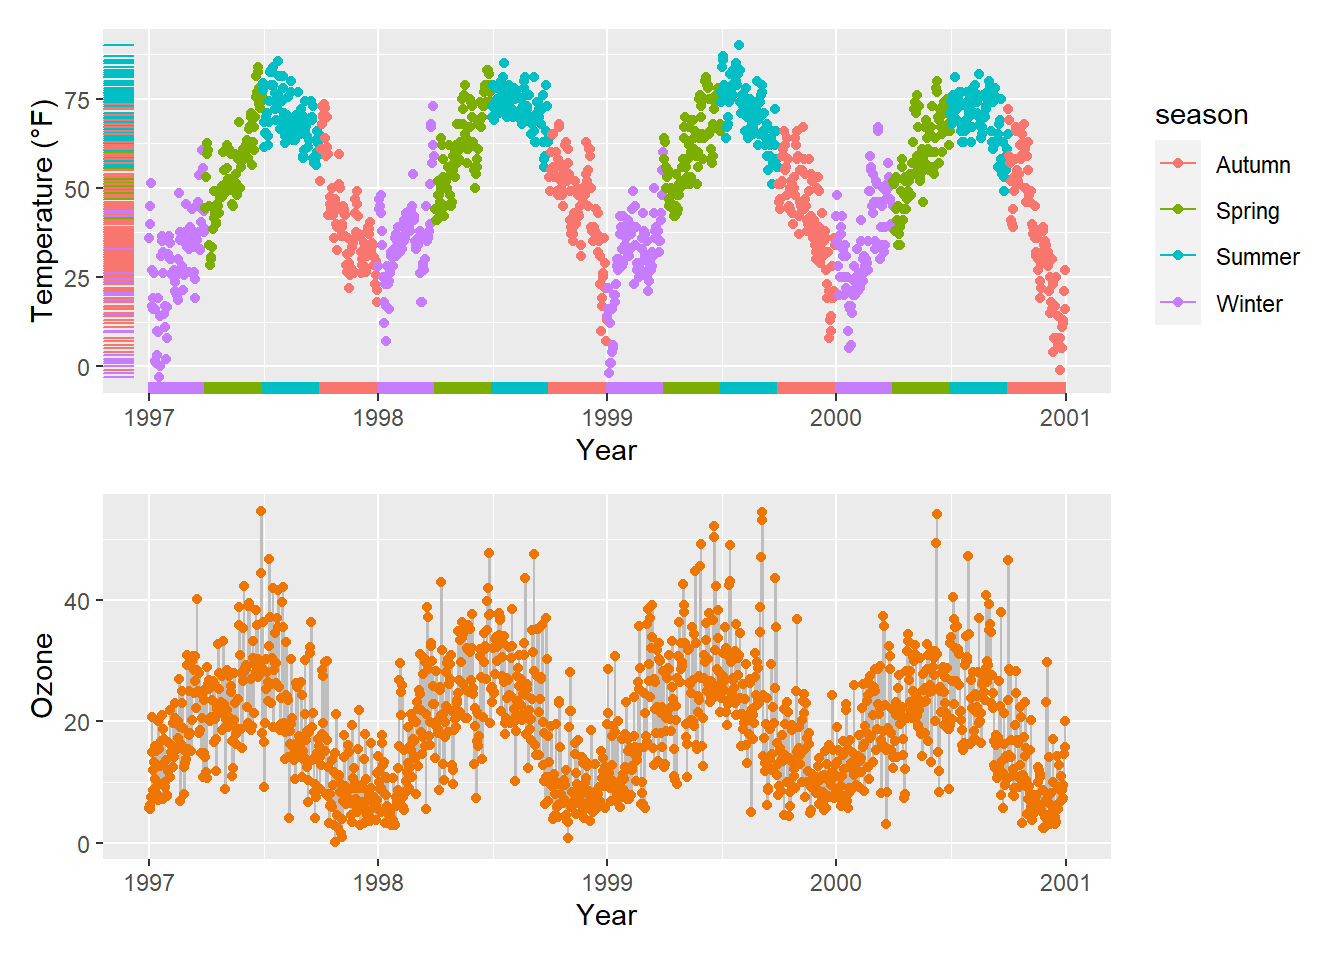 75
50
25
0
Temperature (°F)
1997 1998 1999 2000 2001
Year
season
Autumn
Spring
Summer
Winter
40
20
0
Ozone
1997 1998 1999 2000 2001
Year